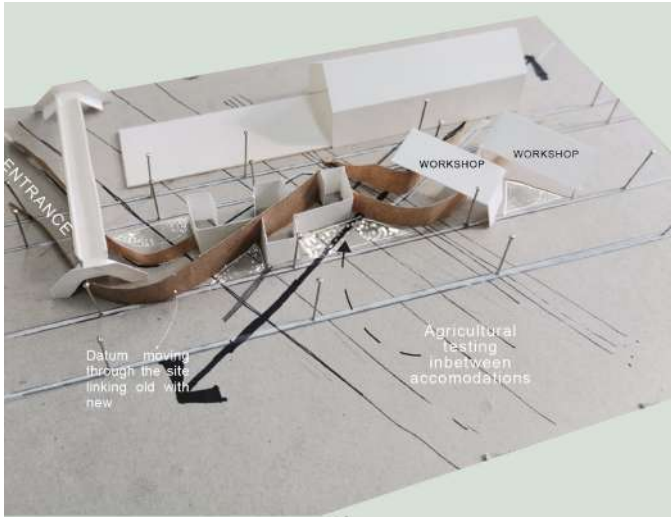 ENTRANCE
WORKSHOP
WORKSHOP
Agricultural
testing
inbetween
accomodations
Datum moving
through the site
linking old with
new